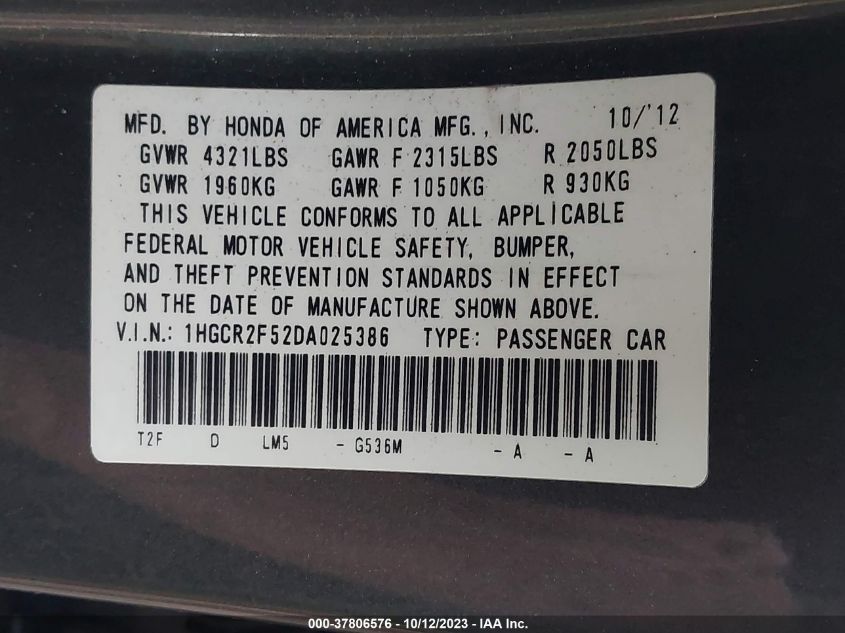 MFD. BY HONDA OF AMERICA MFG., INC. 10/'12
GVWR 4321LBS GAWR F 2315LBS R 2050LBS
GVWR 1960KG GAWR F 1050KG R 930KG
THIS VEHICLE CONFORMS TO ALL APPLICABLE
FEDERAL MOTOR VEHICLE SAFETY, BUMPER,
AND THEFT PREVENTION STANDARDS IN EFFECT
ON THE DATE OF MANUFACTURE SHOWN ABOVE.
V.I.N.: 1HGCR2F52DA025386 TYPE: PASSENGER CAR
T2F D LM5 - G536M - A - A
000-37806576 - 10/12/2023 - IAA Inc.